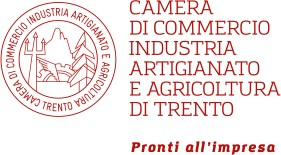 CAMERA DI COMMERCIO INDUSTRIA ARTIGIANATO E AGRICOLTURA
TRENTO
CAMERA
DI COMMERCIO
INDUSTRIA
ARTIGIANATO
E AGRICOLTURA
DI TRENTO
Pronti all'impresa